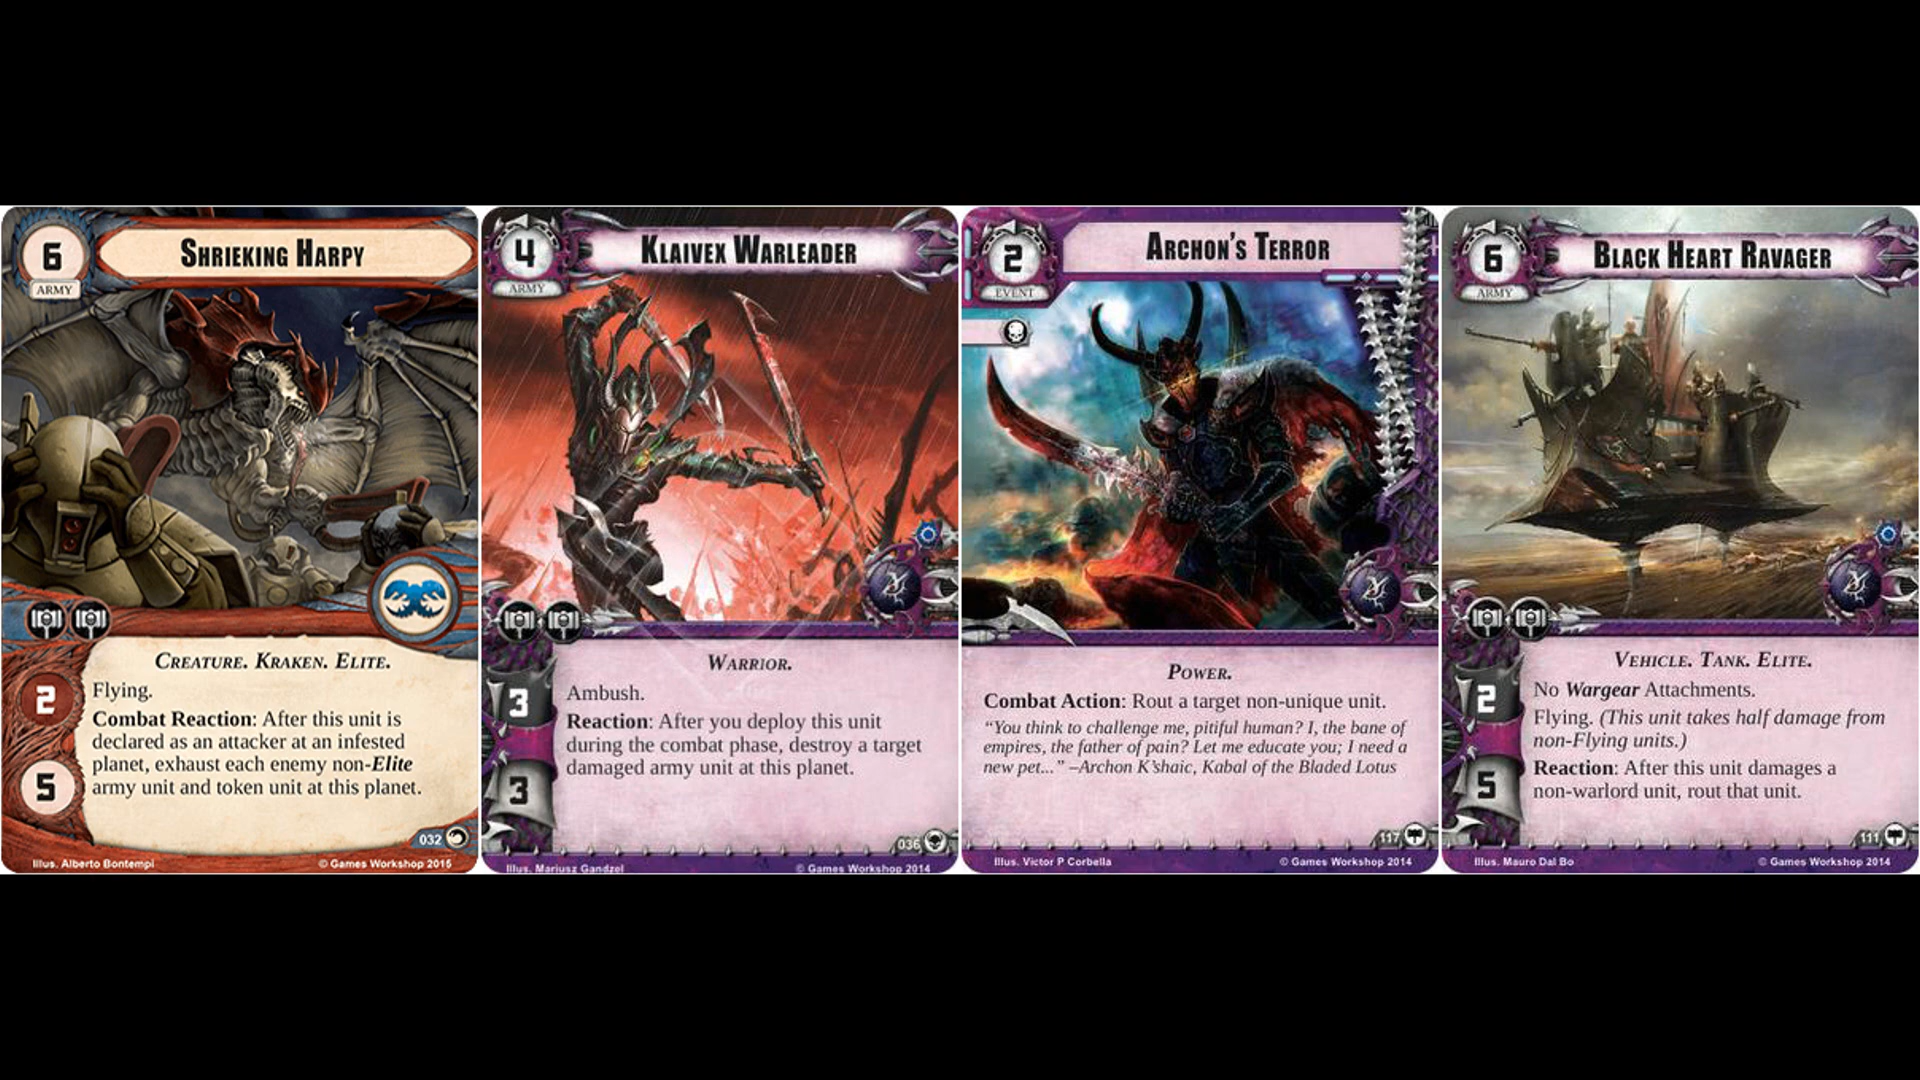 6
ARMY
SHRIEKING HARPY
CREATURE. KRAKEN. ELITE.
2
5
Flying.
Combat Reaction: After this unit is
declared as an attacker at an infested
planet, exhaust each enemy non-Elite
army unit and token unit at this planet.
032
Illus. Alberto Bontempi
© Games Workshop 2015
4
ARMY
KLAIVEX WARLEADER
WARRIOR.
3
3
Ambush.
Reaction: After you deploy this unit
during the combat phase, destroy a target
damaged army unit at this planet.
036
Illus. Mariusz Gandzel
© Games Workshop 2014
2
EVENT
ARCHON'S TERROR
POWER.
Combat Action: Rout a target non-unique unit.
“You think to challenge me, pitiful human? I, the bane of
empires, the father of pain? Let me educate you; I need a
new pet...” –Archon K'shaic, Kabal of the Bladed Lotus
117
Illus. Victor P Corbella
© Games Workshop 2014
6
ARMY
BLACK HEART RAVAGER
VEHICLE. TANK. ELITE.
2
5
No Wargear Attachments.
Flying. (This unit takes half damage from
non-Flying units.)
Reaction: After this unit damages a
non-warlord unit, rout that unit.
111
Illus. Mauro Dal Bo
© Games Workshop 2014